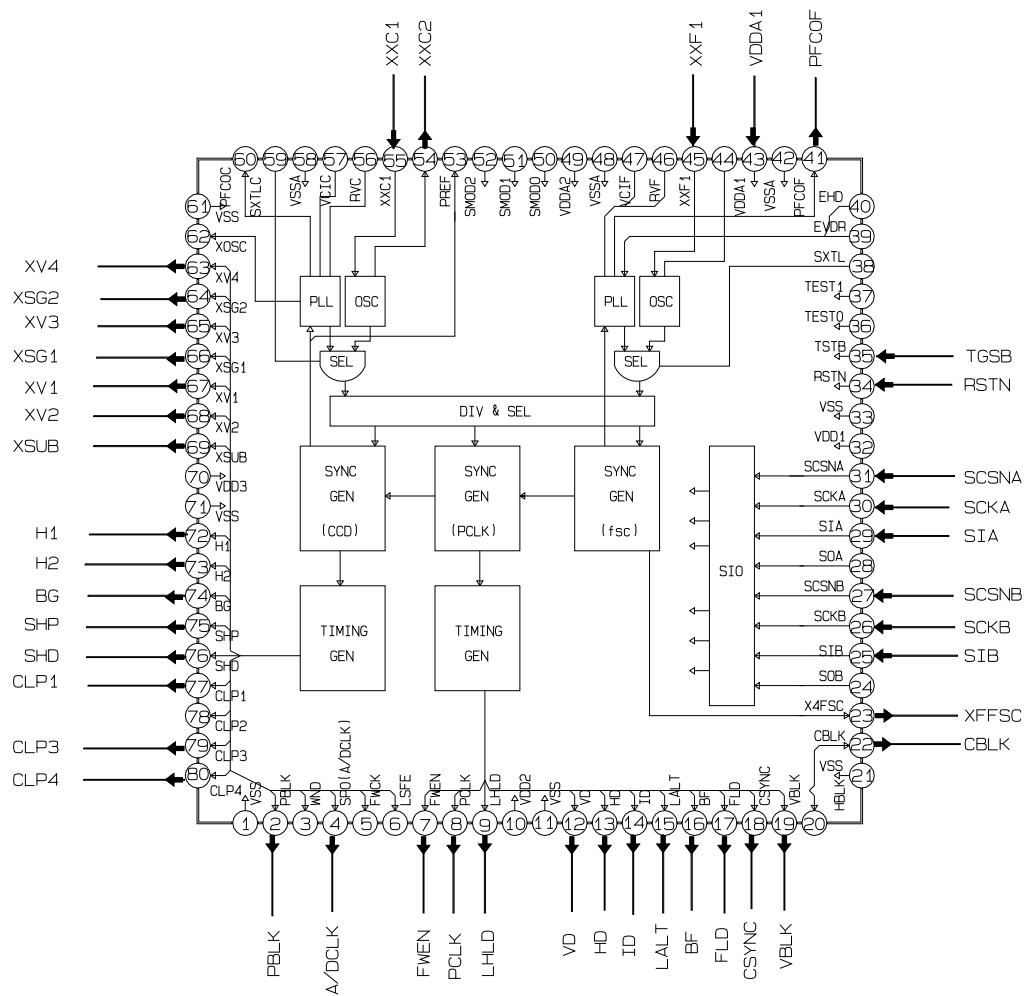 XXC1
XXC2
XXF1
VDDA1
PFCOF
60 59 58 57 56 55 54 53 52 51 50 49 48 47 46 45 44 43 42 41
PFCOC
SXTLC
VSSA
VCIC
RVC
XXC1
PREF
SMOD2
SMOD1
SMOD0
VDDA2
VSSA
VCIF
RVF
XXF1
VDDA1
VSSA
PFCOF
61 VSS
62 XOSC
XV4 63 XV4
XSG2 64 XSG2
XV3 65 XV3
XSG1 66 XSG1
XV1 67 XV1
XV2 68 XV2
XSUB 69 XSUB
70 VDD3
71 VSS
H1 72 H1
H2 73 H2
BG 74 BG
SHP 75 SHP
SHD 76 SHD
CLP1 77 CLP1
78 CLP2
CLP3 79 CLP3
CLP4 80 CLP4
PLL
OSC
PLL
OSC
SEL
SEL
DIV & SEL
SYNC
GEN
(CCD)
SYNC
GEN
(PCLK)
SYNC
GEN
(fsc)
TIMING
GEN
TIMING
GEN
SIO
EHD 40
EVDR 39
SXTL 38
TEST1 37
TEST0 36
TSTB 35 TGSB
RSTN 34 RSTN
VSS 33
VDD1 32
SCSNA 31 SCSNA
SCKA 30 SCKA
SIA 29 SIA
SOA 28
SCSNB 27 SCSNB
SCKB 26 SCKB
SIB 25 SIB
SOB 24
X4FSC 23 XFFSC
CBLK 22 CBLK
VSS 21
VSS
PBLK
WND
SPO(A/DCLK)
FWCK
LSFE
FWEN
PCLK
LHLD
VDD2
VSS
VD
HD
ID
LALT
BF
FLD
CSYNC
VBLK
HBLK
1 2 3 4 5 6 7 8 9 10 11 12 13 14 15 16 17 18 19 20
PBLK
A/DCLK
FWEN
PCLK
LHLD
VD
HD
ID
LALT
BF
FLD
CSYNC
VBLK